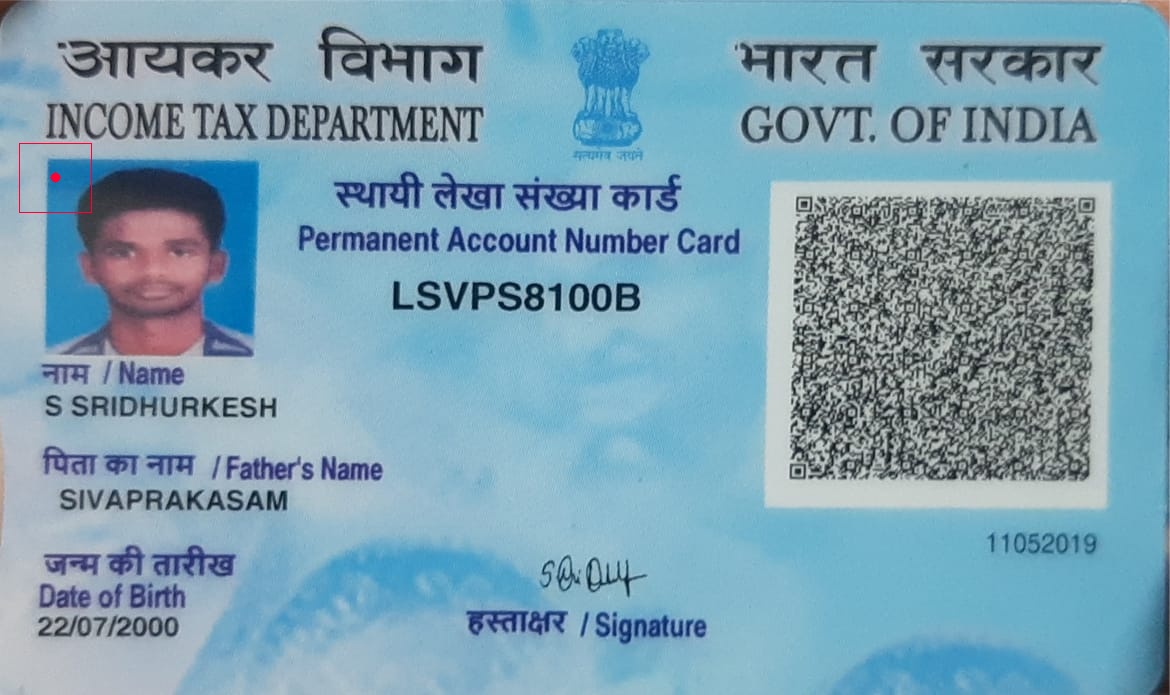 आयकर विभाग
INCOME TAX DEPARTMENT
भारत सरकार
GOVT. OF INDIA
सत्यमेव जयते
स्थायी लेखा संख्या कार्ड
Permanent Account Number Card
LSVPS8100B
नाम / Name
S SRIDHURKESH
पिता का नाम / Father's Name
SIVAPRAKASAM
11052019
जन्म की तारीख
Date of Birth
22/07/2000
हस्ताक्षर / Signature